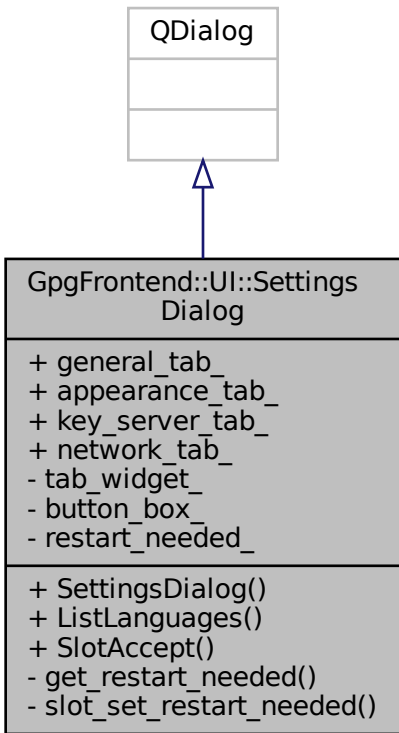 QDialog
GpgFrontend::UI::Settings
Dialog
+ general_tab_
+ appearance_tab_
+ key_server_tab_
+ network_tab_
- tab_widget_
- button_box_
- restart_needed_
+ SettingsDialog()
+ ListLanguages()
+ SlotAccept()
- get_restart_needed()
- slot_set_restart_needed()